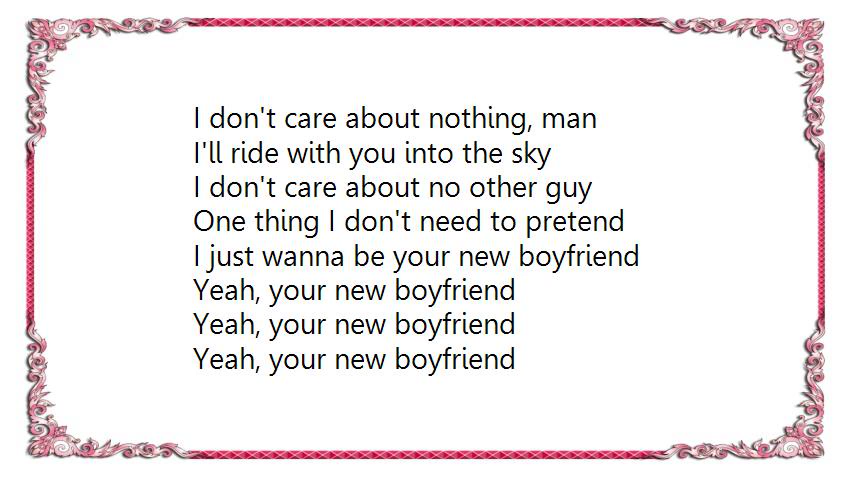 I don't care about nothing, man
I'll ride with you into the sky
I don't care about no other guy
One thing I don't need to pretend
I just wanna be your new boyfriend
Yeah, your new boyfriend
Yeah, your new boyfriend
Yeah, your new boyfriend